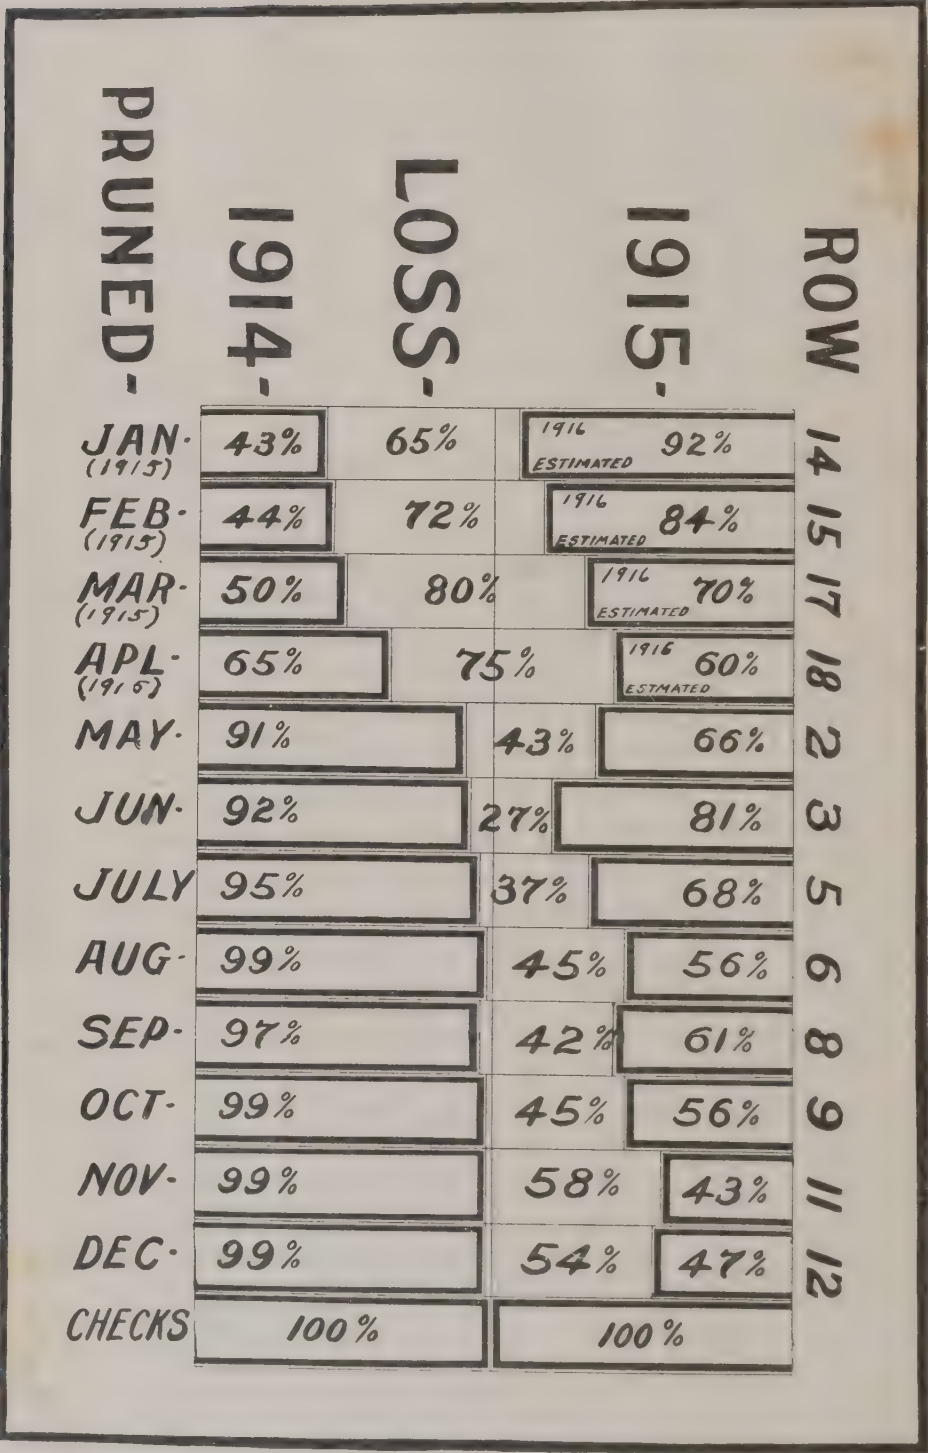 PRUNED- 1914- LOSS- 1915- ROW
JAN- 43% 65% 1916 ESTIMATED 92% 14
(1915)
FEB- 44% 72% 1916 ESTIMATED 84% 15
(1915)
MAR- 50% 80% 1916 ESTIMATED 70% 17
(1915)
APL- 65% 75% 1916 ESTMATED 60% 18
(1915)
MAY- 91% 43% 66% 2
JUN- 92% 27% 81% 3
JULY 95% 37% 68% 5
AUG- 99% 45% 56% 6
SEP- 97% 42% 61% 8
OCT- 99% 45% 56% 9
NOV- 99% 58% 43% 11
DEC- 99% 54% 47% 12
CHECKS 100% 100%